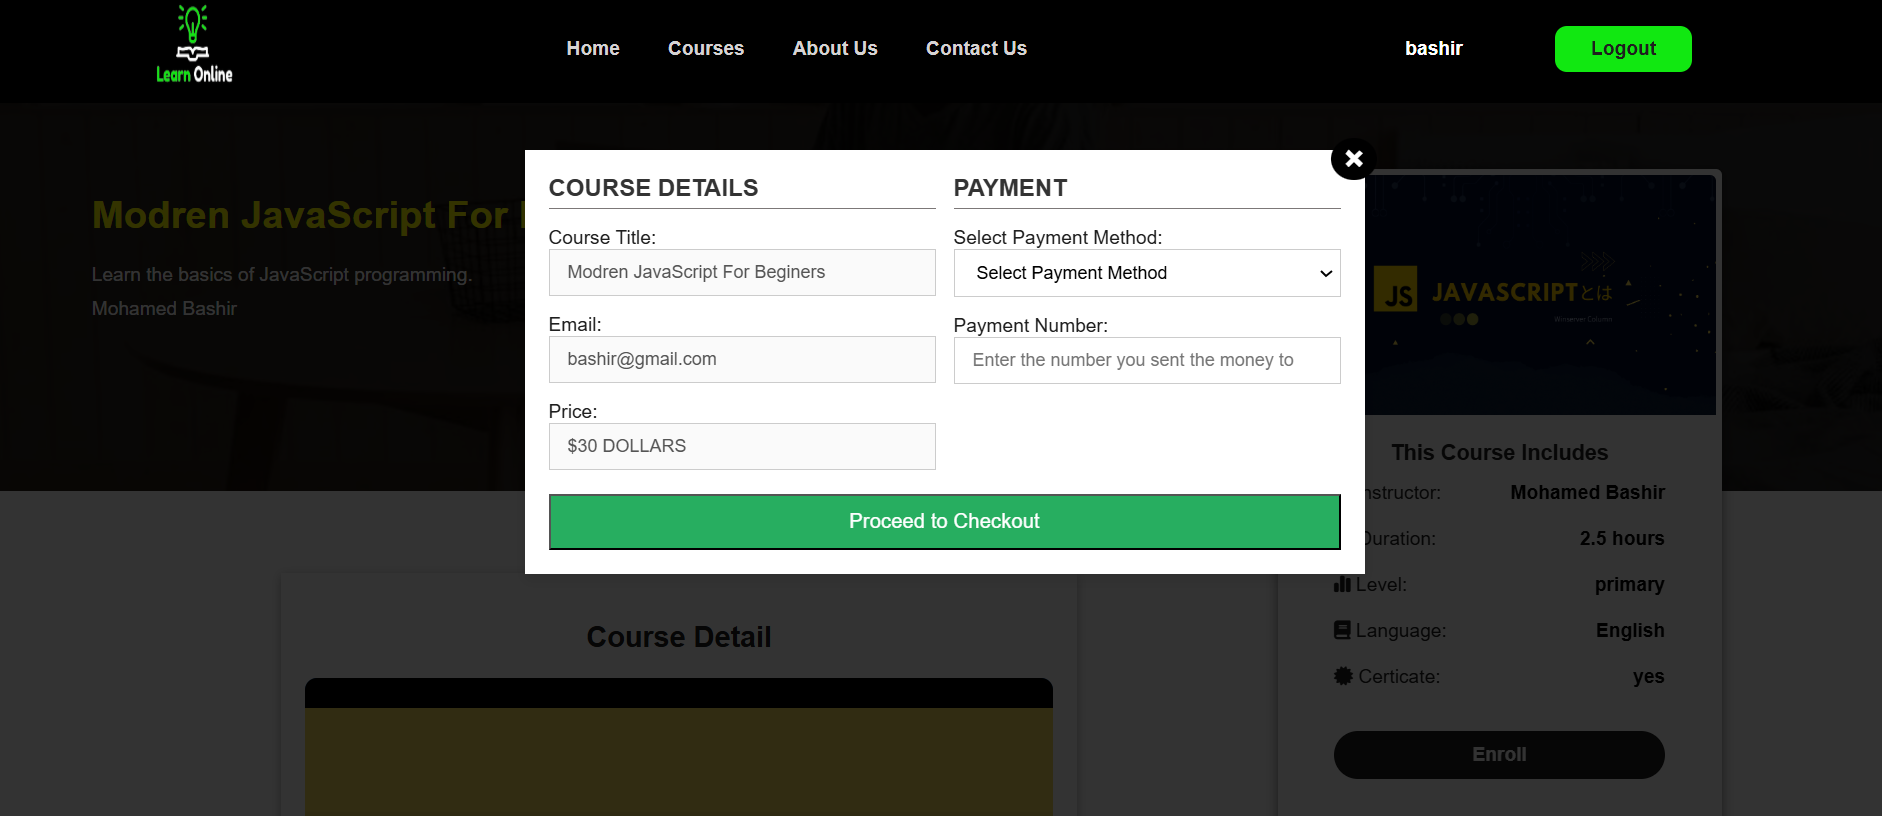 Learn Online
Home
Courses
About Us
Contact Us
bashir
Logout
Modren JavaScript For
Learn the basics of JavaScript programming.
Mohamed Bashir
COURSE DETAILS
Course Title:
Modren JavaScript For Beginers
Email:
bashir@gmail.com
Price:
$30 DOLLARS
PAYMENT
Select Payment Method:
Select Payment Method
Payment Number:
Enter the number you sent the money to
Proceed to Checkout
JS
JAVASCRIPTとは
This Course Includes
nstructor:
Mohamed Bashir
Duration:
2.5 hours
Level:
primary
Language:
English
Certicate:
yes
Enroll
Course Detail